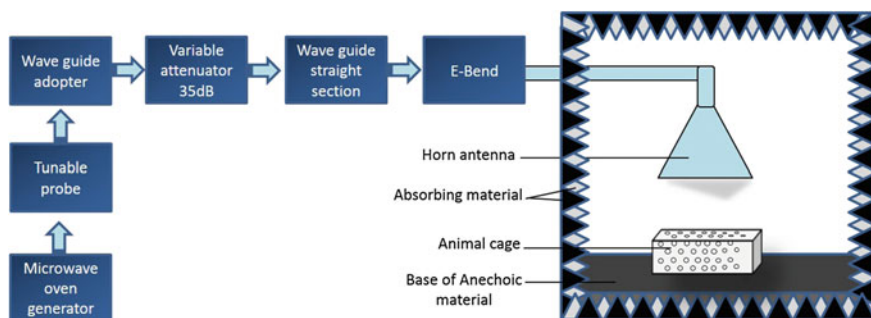 Wave guide
adopter
Variable
attenuator
35dB
Wave guide
straight
section
E-Bend
Tunable
probe
Microwave
oven
generator
Horn antenna
Absorbing material
Animal cage
Base of Anechoic
material